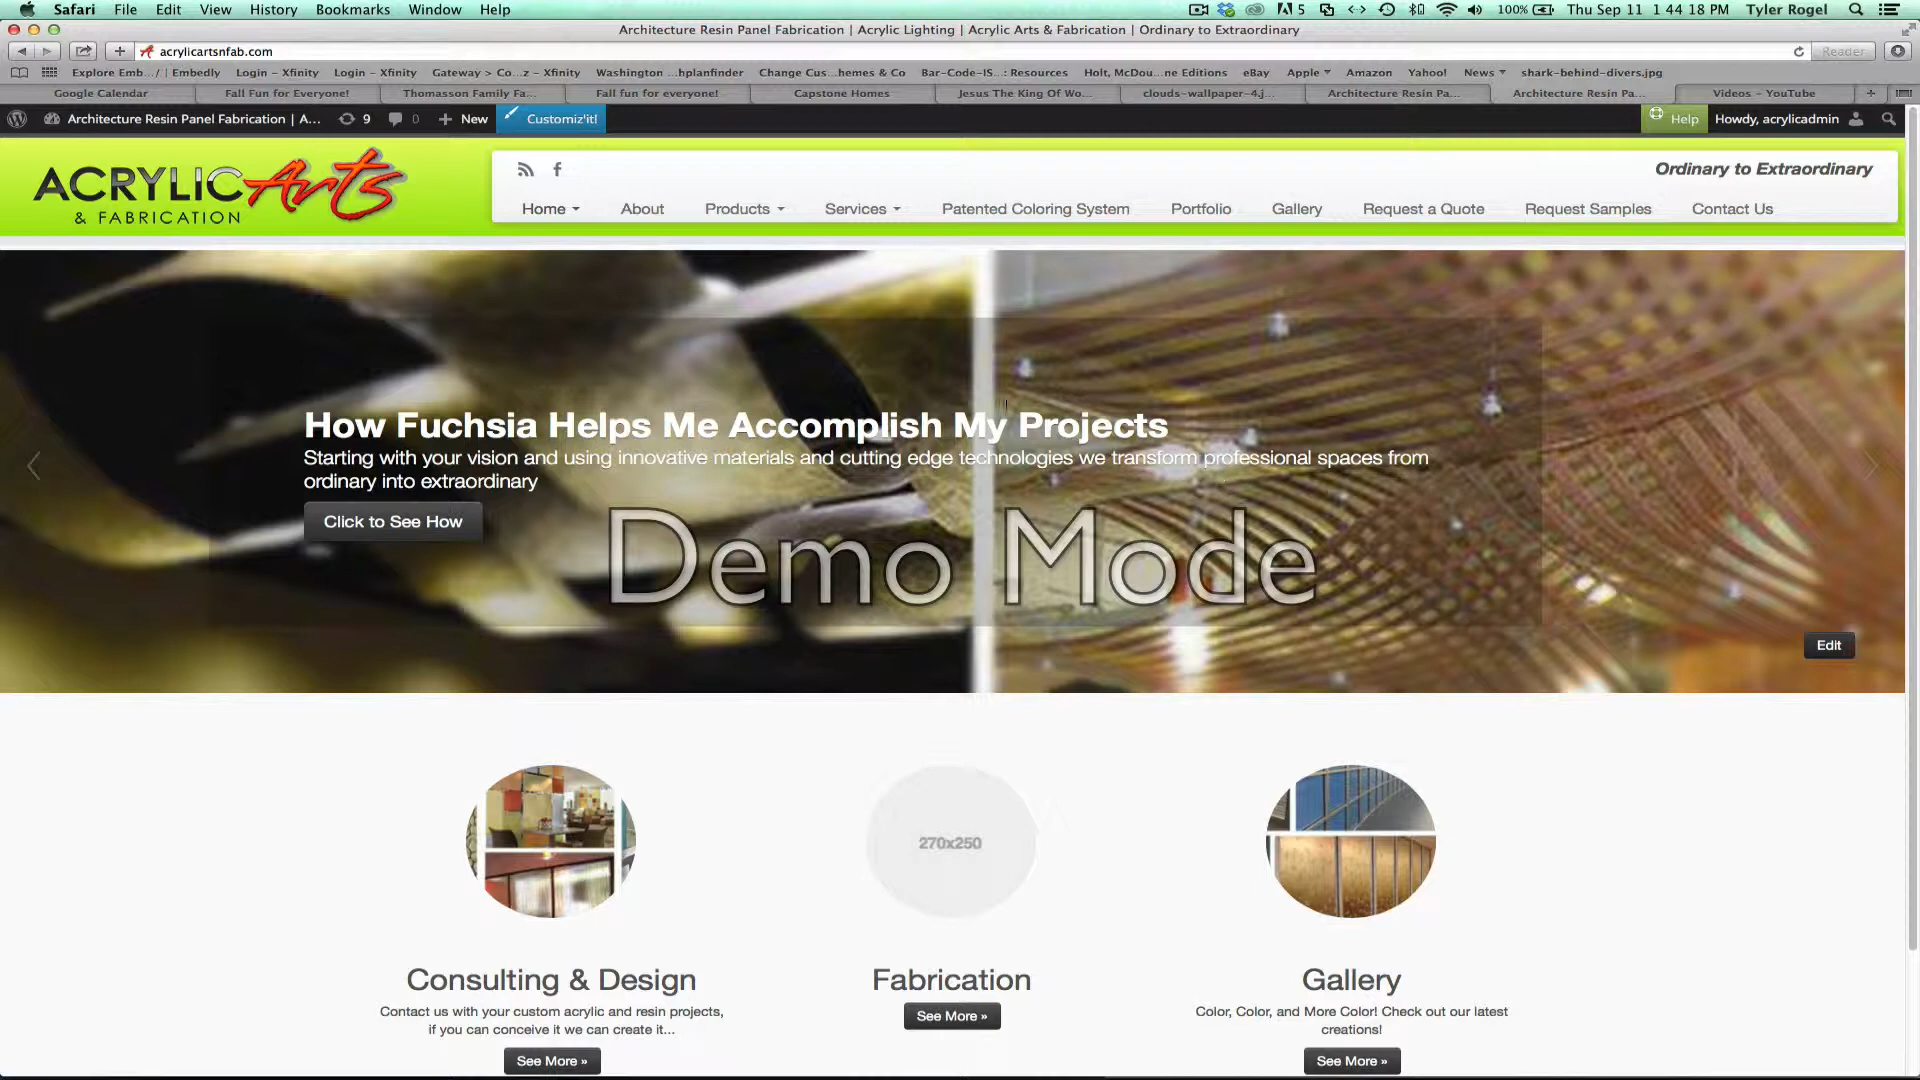 Safari File Edit View History Bookmarks Window Help 5 100% Thu Sep 11 1:44:18 PM Tyler Rogel
Architecture Resin Panel Fabrication | Acrylic Lighting | Acrylic Arts & Fabrication | Ordinary to Extraordinary
acrylicartsnfab.com Reader
Explore Emb.../ | Embedly Login – Xfinity Login – Xfinity Gateway > Co...z – Xfinity Washington ...hplanfinder Change Cus...hemes & Co Bar-Code-IS...: Resources Holt, McDou...ne Editions eBay Apple Amazon Yahoo! News shark-behind-divers.jpg
Google Calendar Fall Fun for Everyone! Thomasson Family Fa... Fall fun for everyone! Capstone Homes Jesus The King Of Wo... clouds-wallpaper-4.j... Architecture Resin Pa... Architecture Resin Pa... Videos – YouTube
Architecture Resin Panel Fabrication | A... 9 0 New Customiz'it! Help Howdy, acrylicadmin
ACRYLIC Arts
& FABRICATION
Ordinary to Extraordinary
Home About Products Services Patented Coloring System Portfolio Gallery Request a Quote Request Samples Contact Us
How Fuchsia Helps Me Accomplish My Projects
Starting with your vision and using innovative materials and cutting edge technologies we transform professional spaces from
ordinary into extraordinary
Click to See How
Demo Mode
Edit
270x250
Consulting & Design
Contact us with your custom acrylic and resin projects,
if you can conceive it we can create it...
See More »
Fabrication
See More »
Gallery
Color, Color, and More Color! Check out our latest
creations!
See More »